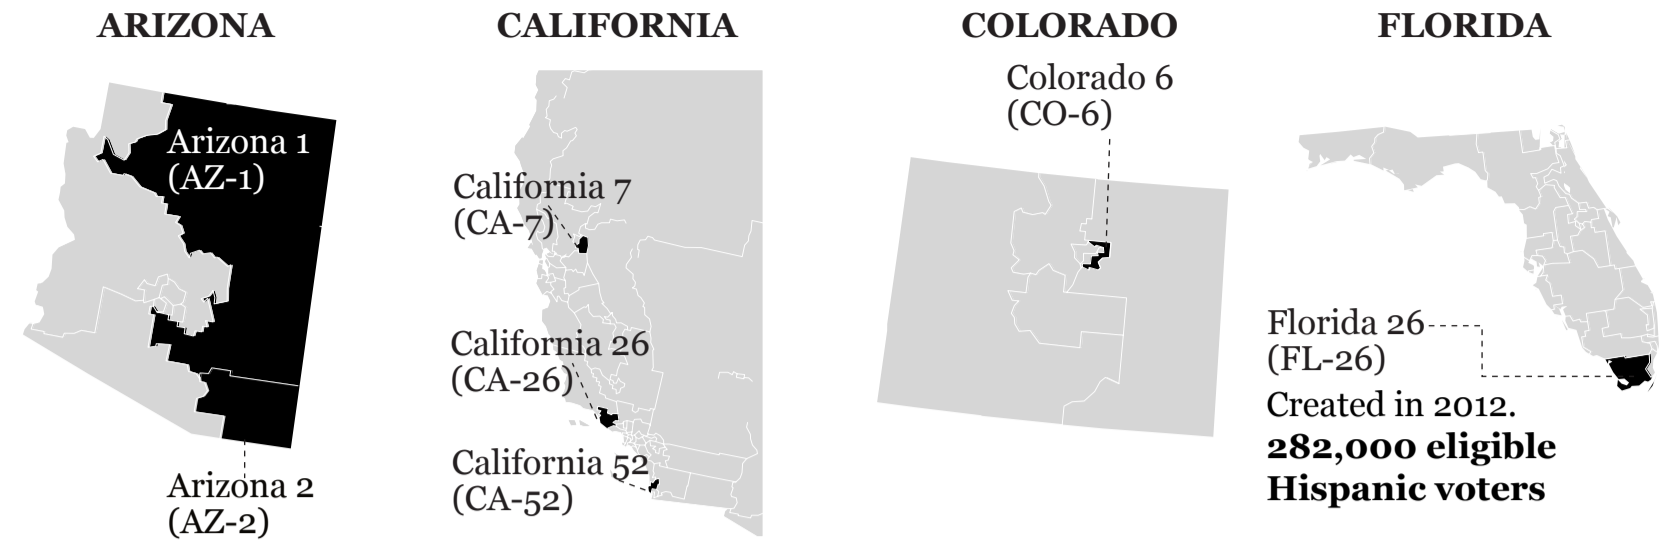 ARIZONA
Arizona 1
(AZ-1)
Arizona 2
(AZ-2)
CALIFORNIA
California 7
(CA-7)
California 26
(CA-26)
California 52
(CA-52)
COLORADO
Colorado 6
(CO-6)
FLORIDA
Florida 26
(FL-26)
Created in 2012.
282,000 eligible
Hispanic voters